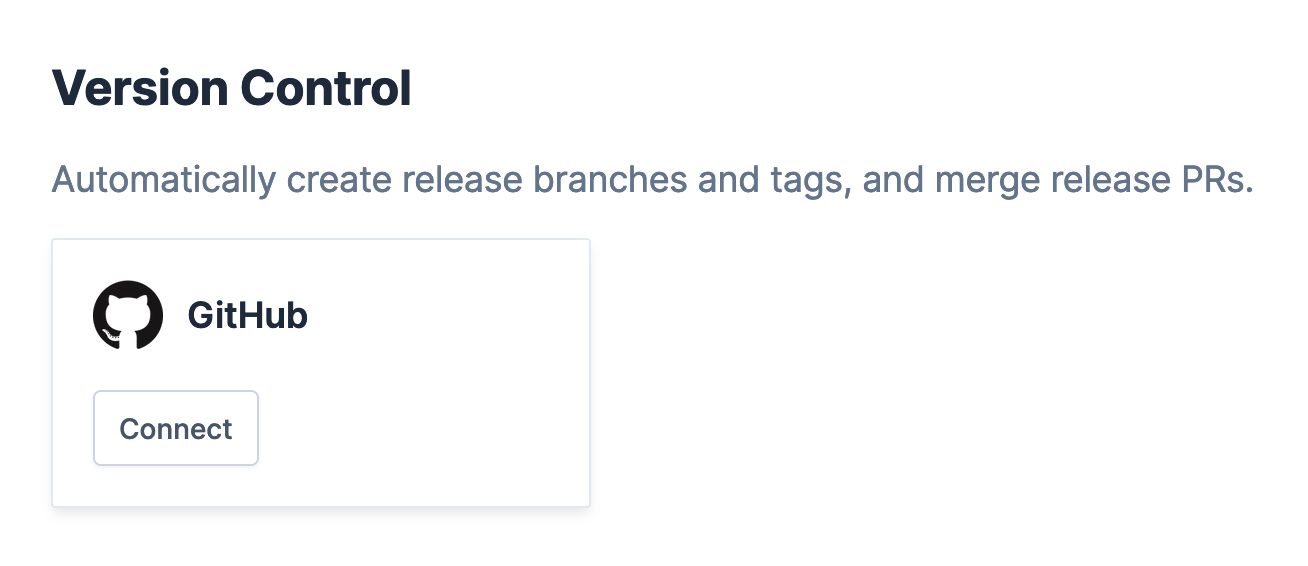 Version Control
Automatically create release branches and tags, and merge release PRs.
GitHub
Connect